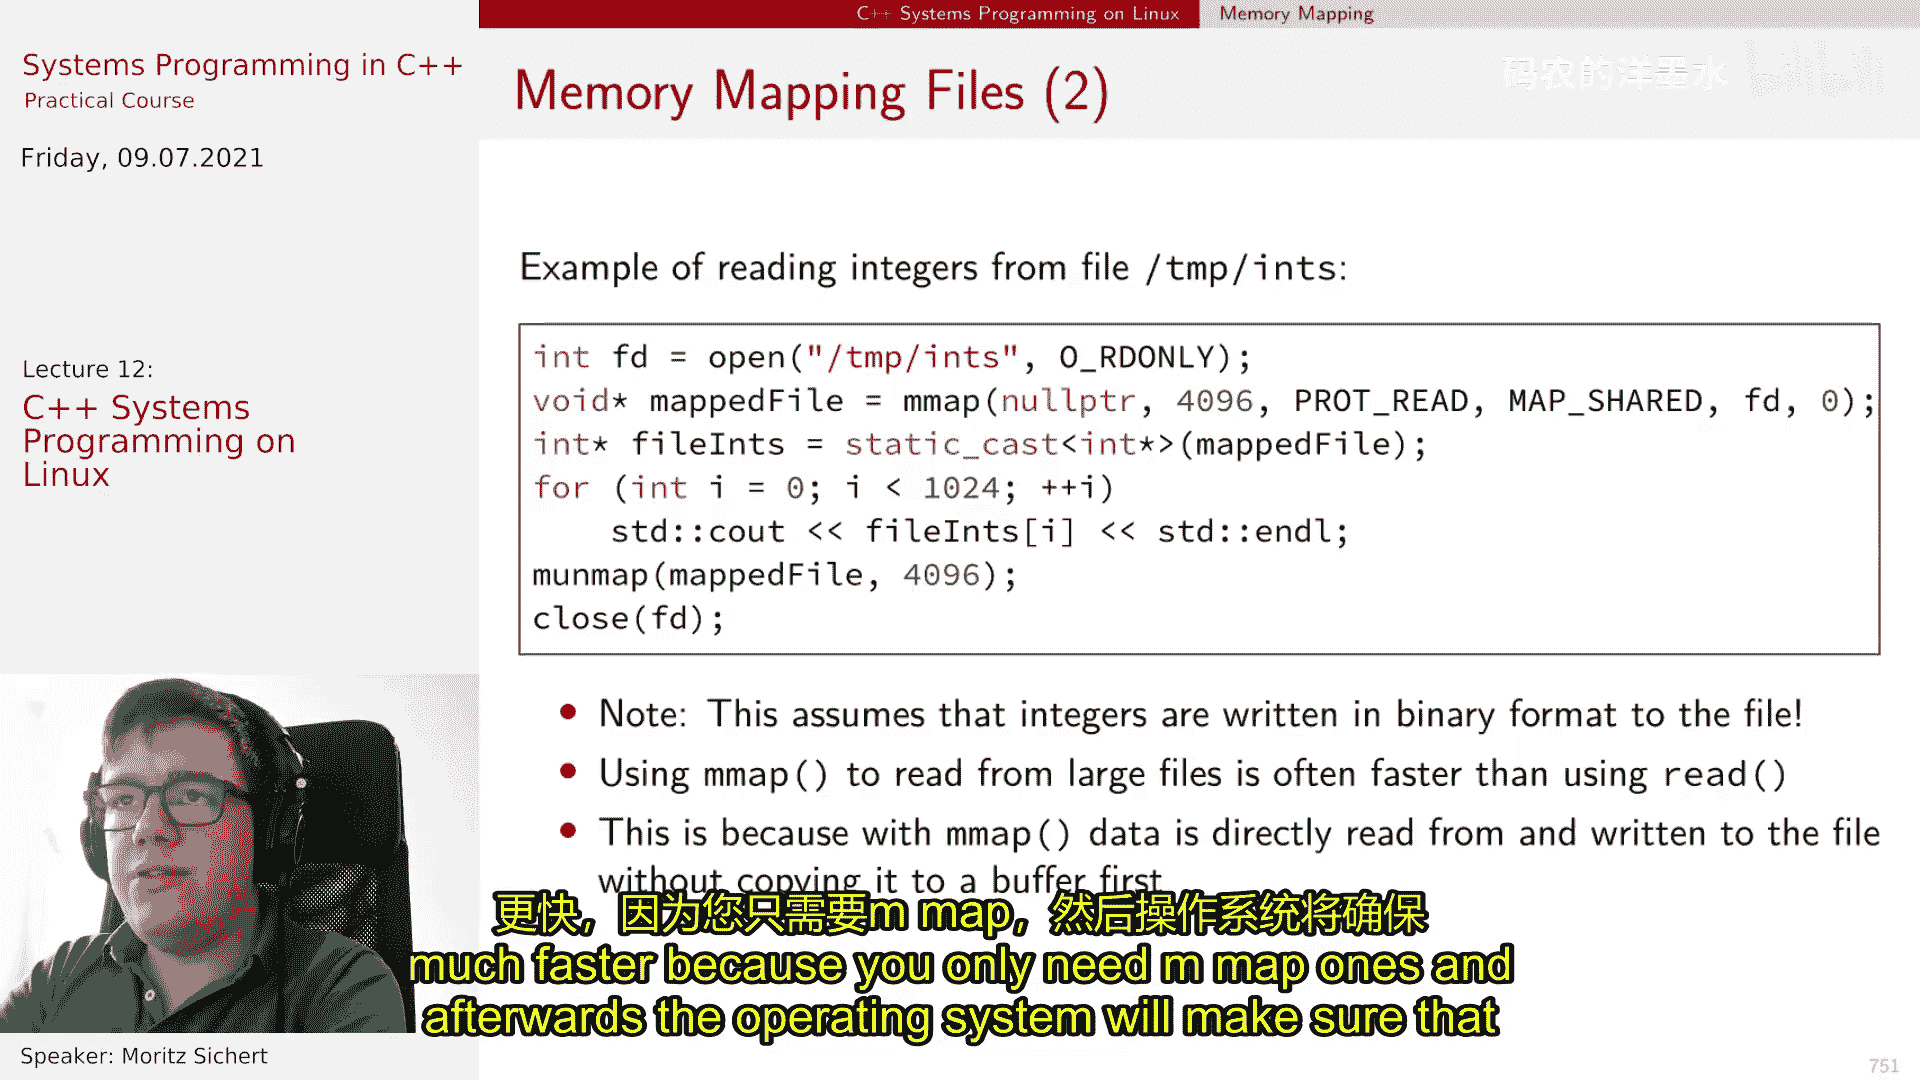 C++ Systems Programming on Linux
Memory Mapping
Systems Programming in C++
Practical Course
Friday, 09.07.2021
Lecture 12:
C++ Systems
Programming on
Linux
Memory Mapping Files (2)
码农的洋墨水
Example of reading integers from file /tmp/ints:
int fd = open("/tmp/ints", O_RDONLY);
void* mappedFile = mmap(nullptr, 4096, PROT_READ, MAP_SHARED, fd, 0);
int* fileInts = static_cast<int*>(mappedFile);
for (int i = 0; i < 1024; ++i)
    std::cout << fileInts[i] << std::endl;
munmap(mappedFile, 4096);
close(fd);
• Note: This assumes that integers are written in binary format to the file!
• Using mmap() to read from large files is often faster than using read()
• This is because with mmap() data is directly read from and written to the file
without copying it to a buffer first
更快，因为您只需要m map，然后操作系统将确保
much faster because you only need m map ones and
afterwards the operating system will make sure that
Speaker: Moritz Sichert
751